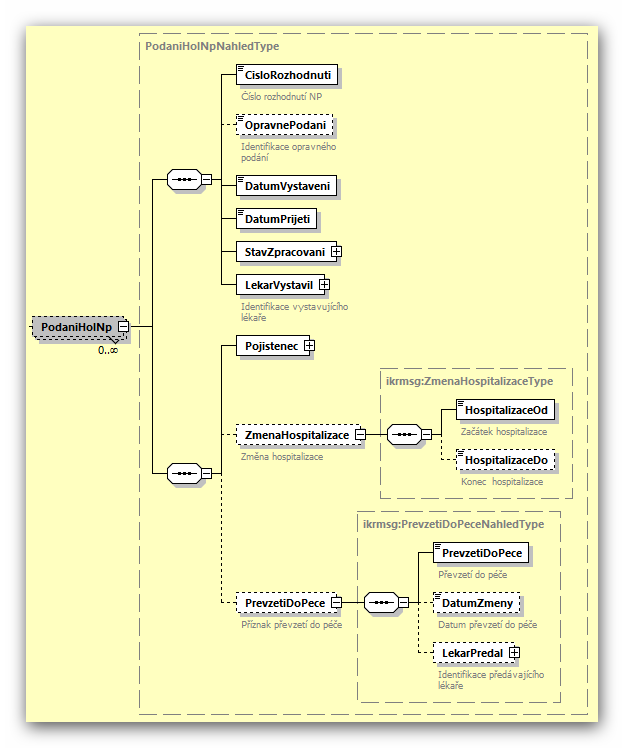 PodaniHolNpNahledType
CisloRozhodnuti
Číslo rozhodnutí NP
OpravnePodani
Identifikace opravného
podání
DatumVystaveni
DatumPrijeti
StavZpracovani
LekarVystavil
Identifikace vystavujícího
lékaře
PodaniHolNp
0..∞
Pojistenec
ikrmsg:ZmenaHospitalizaceType
HospitalizaceOd
Začátek hospitalizace
ZmenaHospitalizace
Změna hospitalizace
HospitalizaceDo
Konec hospitalizace
ikrmsg:PrevzetiDoPeceNahledType
PrevzetiDoPece
Převzetí do péče
PrevzetiDoPece
Příznak převzetí do péče
DatumZmeny
Datum převzetí do péče
LekarPredal
Identifikace předávajícího
lékaře